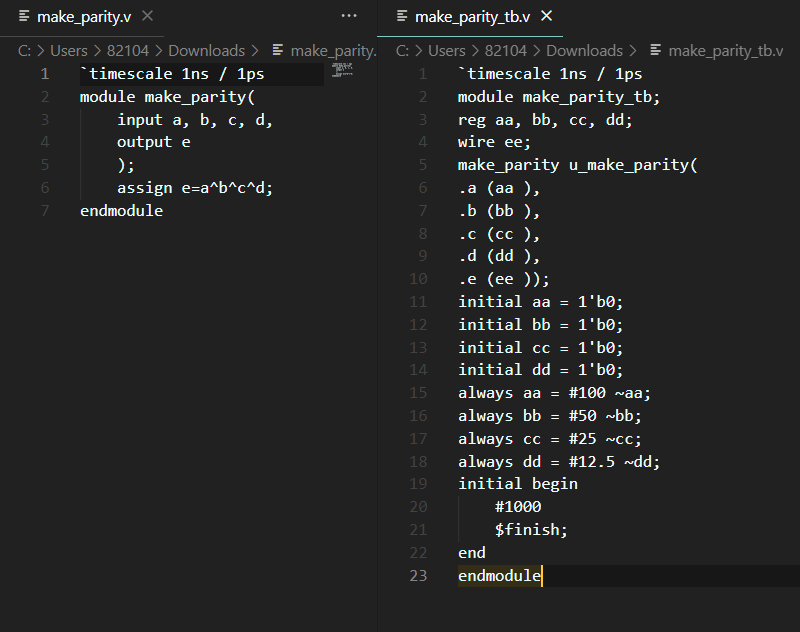 make_parity.v
C: > Users > 82104 > Downloads > make_parity.
1 `timescale 1ns / 1ps
2 module make_parity(
3     input a, b, c, d,
4     output e
5     );
6     assign e=a^b^c^d;
7 endmodule
make_parity_tb.v
C: > Users > 82104 > Downloads > make_parity_tb.v
1 `timescale 1ns / 1ps
2 module make_parity_tb;
3 reg aa, bb, cc, dd;
4 wire ee;
5 make_parity u_make_parity(
6 .a (aa ),
7 .b (bb ),
8 .c (cc ),
9 .d (dd ),
10 .e (ee ));
11 initial aa = 1'b0;
12 initial bb = 1'b0;
13 initial cc = 1'b0;
14 initial dd = 1'b0;
15 always aa = #100 ~aa;
16 always bb = #50 ~bb;
17 always cc = #25 ~cc;
18 always dd = #12.5 ~dd;
19 initial begin
20     #1000
21     $finish;
22 end
23 endmodule